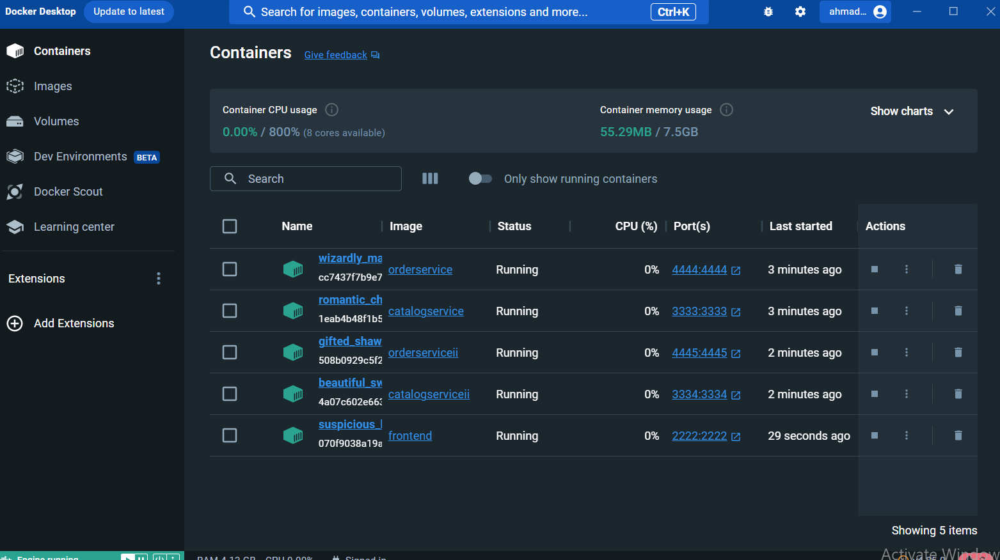 Docker Desktop Update to latest Search for images, containers, volumes, extensions and more... Ctrl+K ahmad...
Containers
Images
Volumes
Dev Environments BETA
Docker Scout
Learning center
Extensions
Add Extensions
Containers Give feedback
Container CPU usage Container memory usage Show charts
0.00% / 800% (8 cores available) 55.29MB / 7.5GB
Search Only show running containers
Name Image Status CPU (%) Port(s) Last started Actions
wizardly_ma
cc7437f7b9e7 orderservice Running 0% 4444:4444 3 minutes ago
romantic_ch
1eab4b48f1b5 catalogservice Running 0% 3333:3333 3 minutes ago
gifted_shaw
508b0929c5f2 orderserviceii Running 0% 4445:4445 2 minutes ago
beautiful_sw
4a07c602e663 catalogserviceii Running 0% 3334:3334 2 minutes ago
suspicious_
070f9038a19a frontend Running 0% 2222:2222 29 seconds ago
Showing 5 items
Activate Window
Engine running RAM 4.12 GB CPU 0.00% Signed in